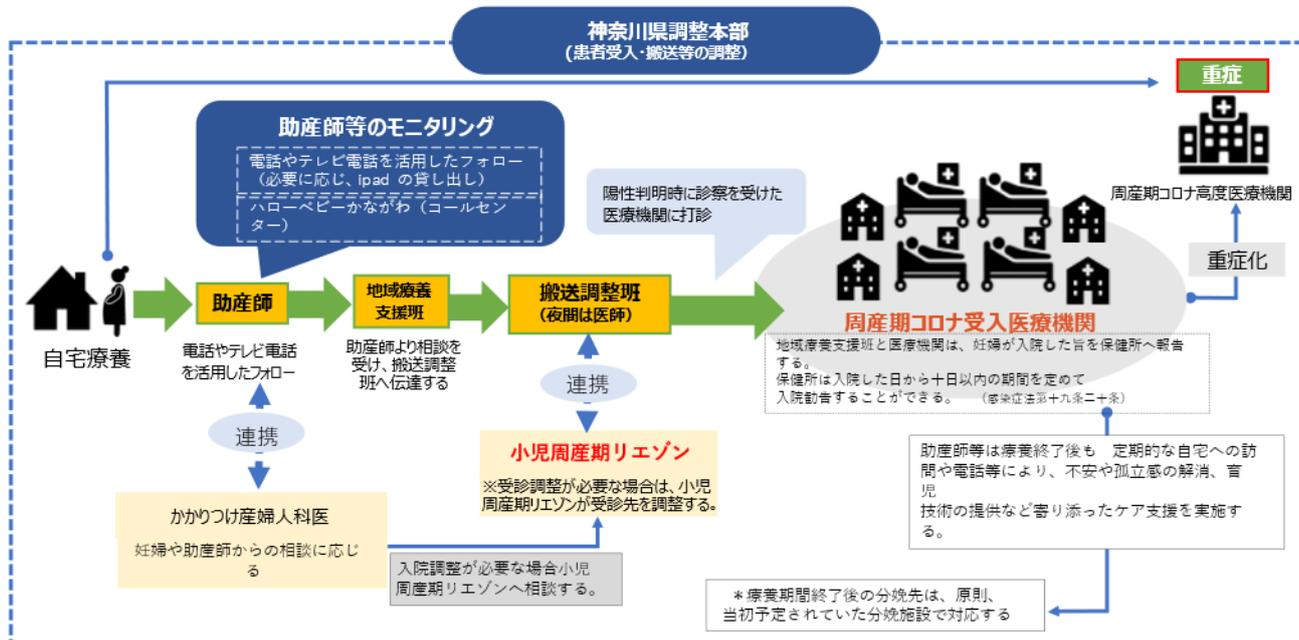 神奈川県調整本部
(患者受入・搬送等の調整)
重症
助産師等のモニタリング
電話やテレビ電話を活用したフォロー
(必要に応じ、ipad の貸し出し)
ハローベビーかながわ(コールセン
ター)
陽性判明時に診察を受けた
医療機関に打診
周産期コロナ高度医療機関
重症化
自宅療養
助産師
地域療養
支援班
搬送調整班
(夜間は医師)
周産期コロナ受入医療機関
電話やテレビ電話
を活用したフォロー
助産師より相談を
受け、搬送調整
班へ伝達する
地域療養支援班と医療機関は、妊婦が入院した旨を保健所へ報告
する。
保健所は入院した日から十日以内の期間を定めて
入院勧告することができる。 (感染症法第十九条二十条)
連携
連携
小児周産期リエゾン
※受診調整が必要な場合は、小児
周産期リエゾンが受診先を調整する。
かかりつけ産婦人科医
妊婦や助産師からの相談に応じ
る
入院調整が必要な場合小児
周産期リエゾンへ相談する。
助産師等は療養終了後も 定期的な自宅への訪
問や電話等により、不安や孤立感の解消、育
児
技術の提供など寄り添ったケア支援を実施す
る。
*療養期間終了後の分娩先は、原則、
当初予定されていた分娩施設で対応する